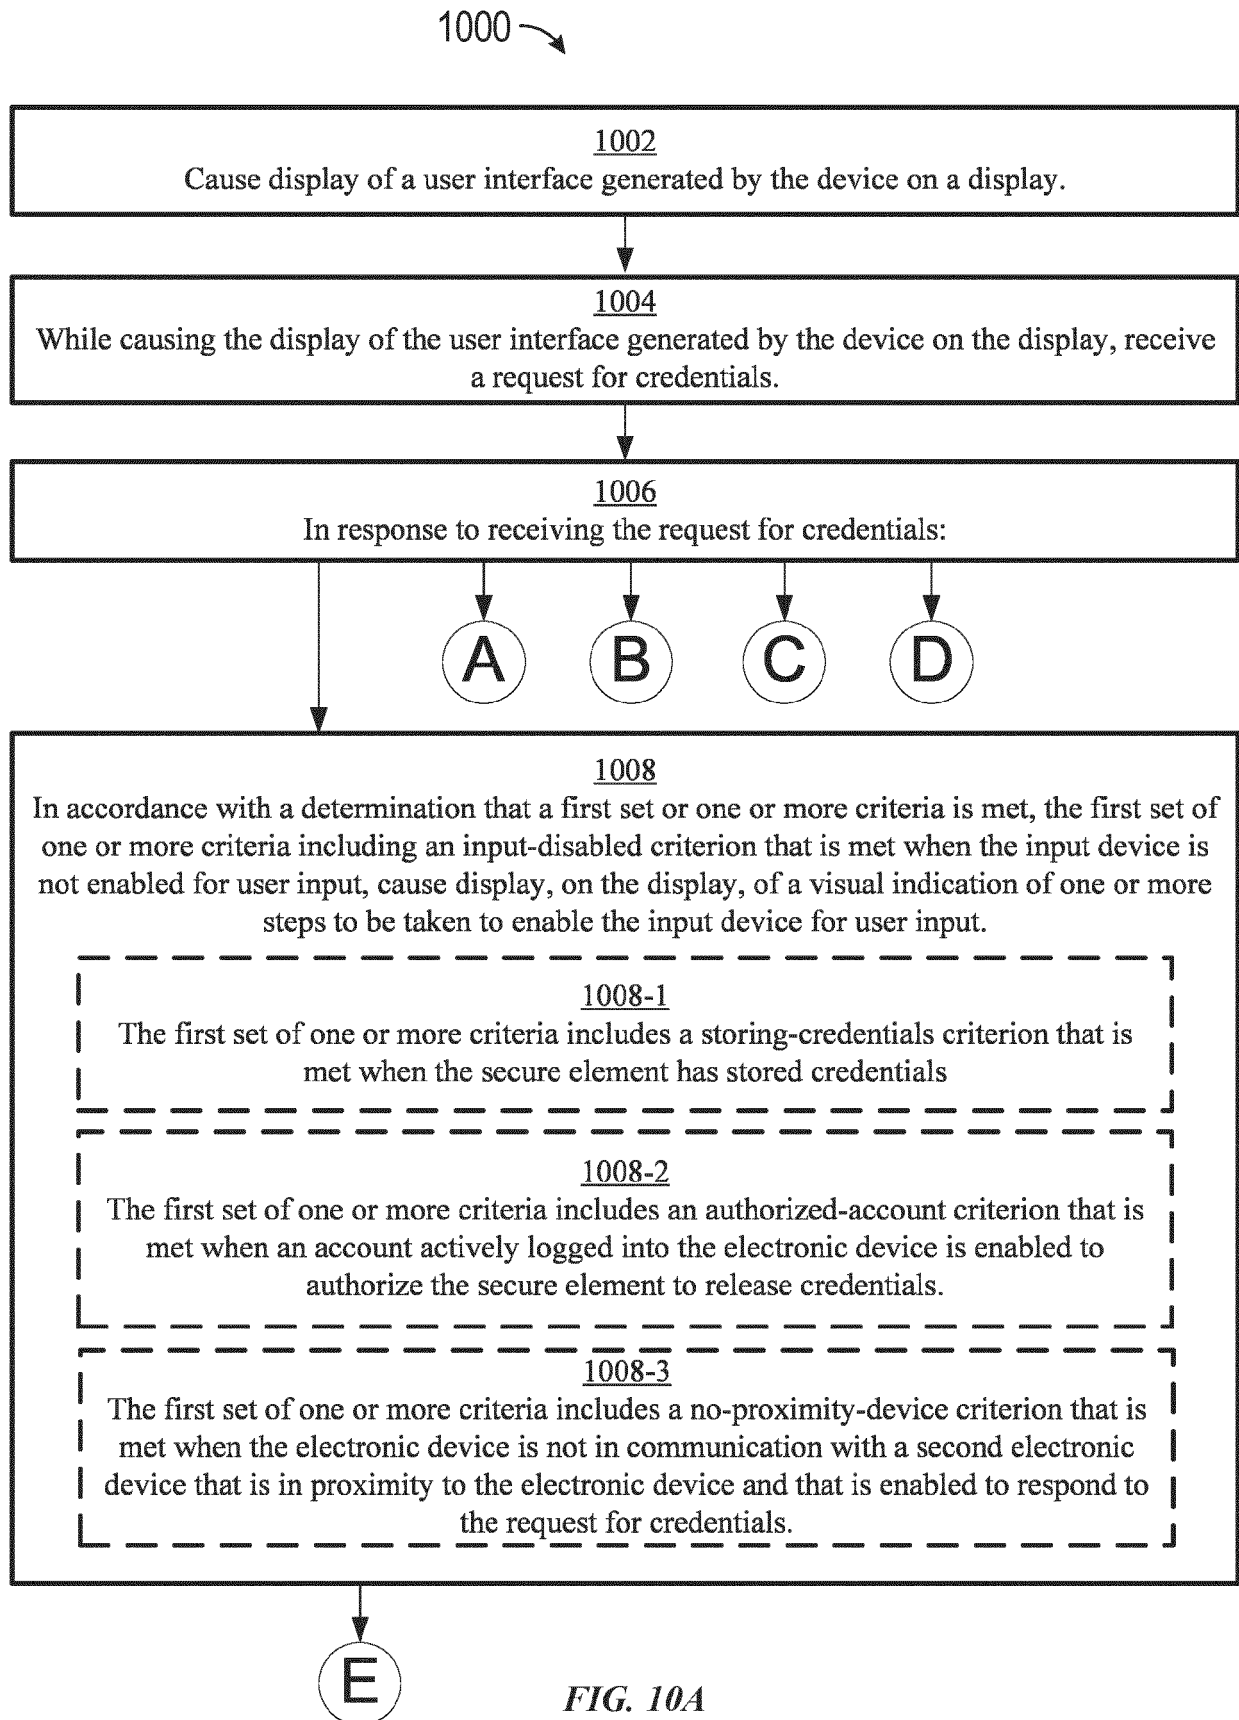 1000
1002
Cause display of a user interface generated by the device on a display.
1004
While causing the display of the user interface generated by the device on the display, receive
a request for credentials.
1006
In response to receiving the request for credentials:
A B C D
1008
In accordance with a determination that a first set or one or more criteria is met, the first set of
one or more criteria including an input-disabled criterion that is met when the input device is
not enabled for user input, cause display, on the display, of a visual indication of one or more
steps to be taken to enable the input device for user input.
1008-1
The first set of one or more criteria includes a storing-credentials criterion that is
met when the secure element has stored credentials
1008-2
The first set of one or more criteria includes an authorized-account criterion that is
met when an account actively logged into the electronic device is enabled to
authorize the secure element to release credentials.
1008-3
The first set of one or more criteria includes a no-proximity-device criterion that is
met when the electronic device is not in communication with a second electronic
device that is in proximity to the electronic device and that is enabled to respond to
the request for credentials.
E
FIG. 10A